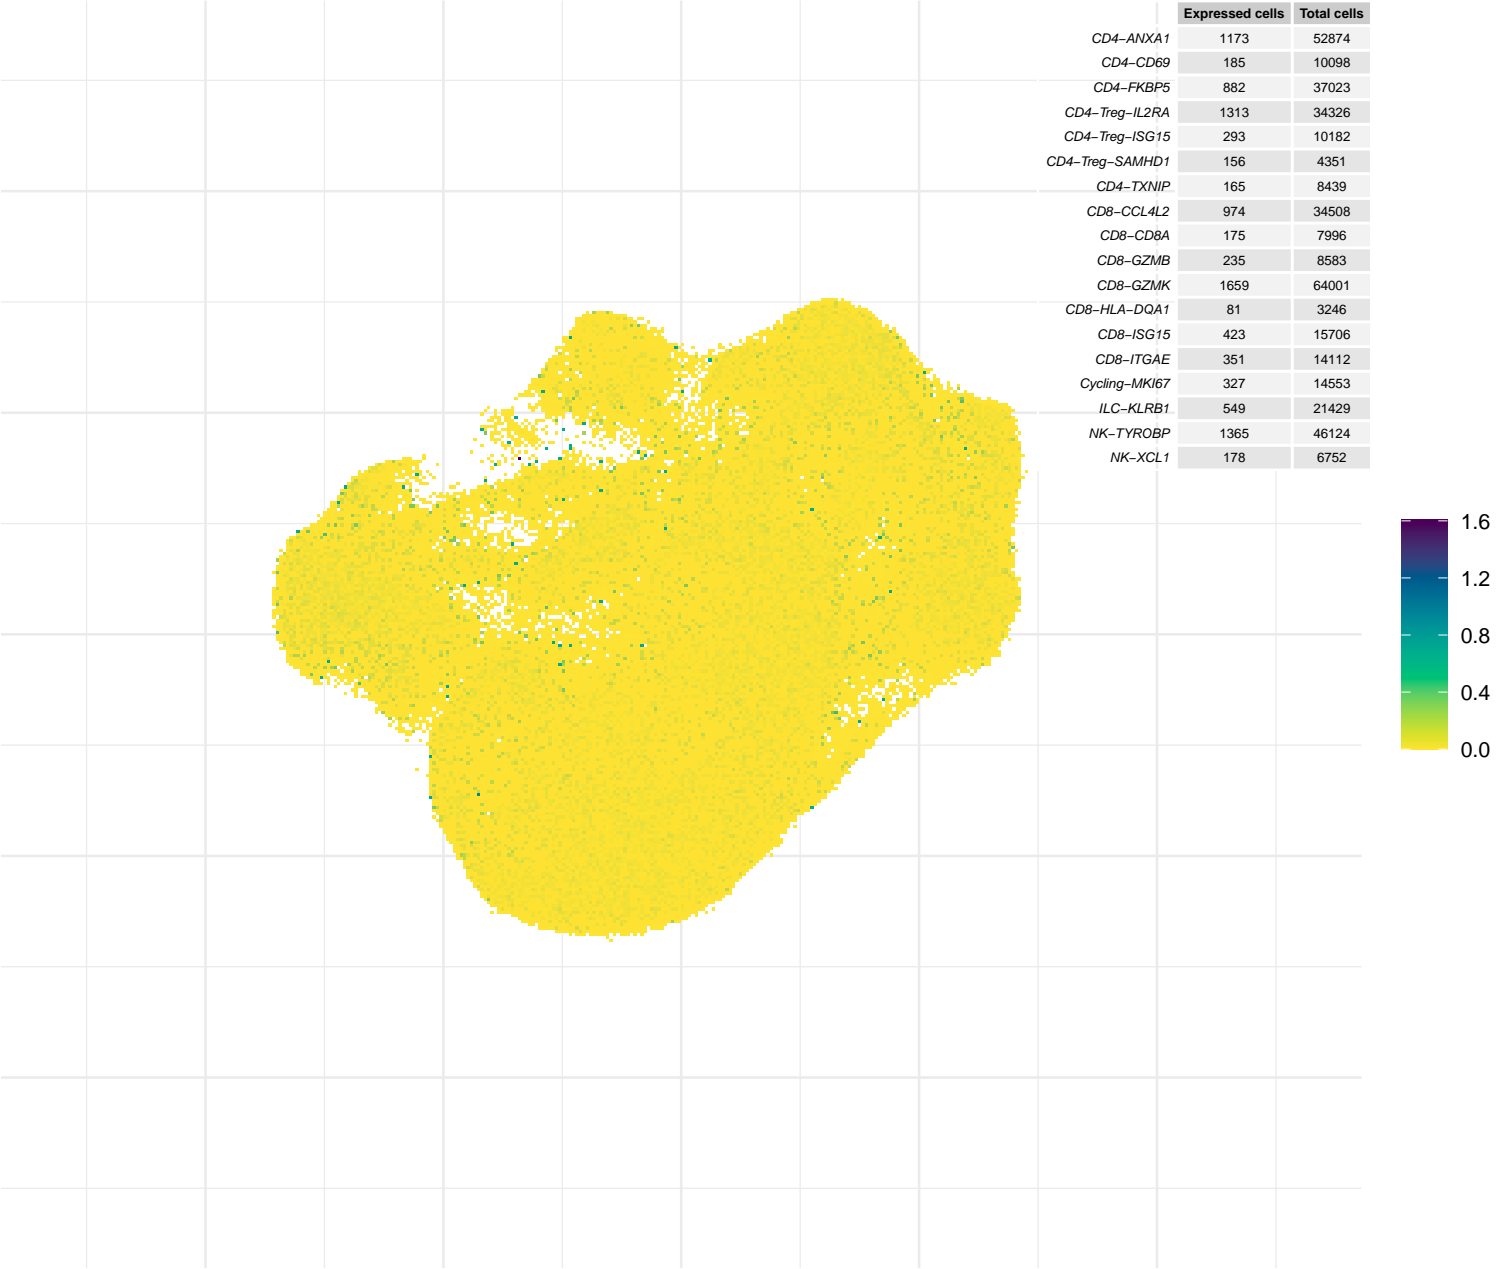 Expressed cells Total cells
CD4−ANXA1 1173 52874
CD4−CD69 185 10098
CD4−FKBP5 882 37023
CD4−Treg−IL2RA 1313 34326
CD4−Treg−ISG15 293 10182
CD4−Treg−SAMHD1 156 4351
CD4−TXNIP 165 8439
CD8−CCL4L2 974 34508
CD8−CD8A 175 7996
CD8−GZMB 235 8583
CD8−GZMK 1659 64001
CD8−HLA−DQA1 81 3246
CD8−ISG15 423 15706
CD8−ITGAE 351 14112
Cycling−MKI67 327 14553
ILC−KLRB1 549 21429
NK−TYROBP 1365 46124
NK−XCL1 178 6752
1.6
1.2
0.8
0.4
0.0